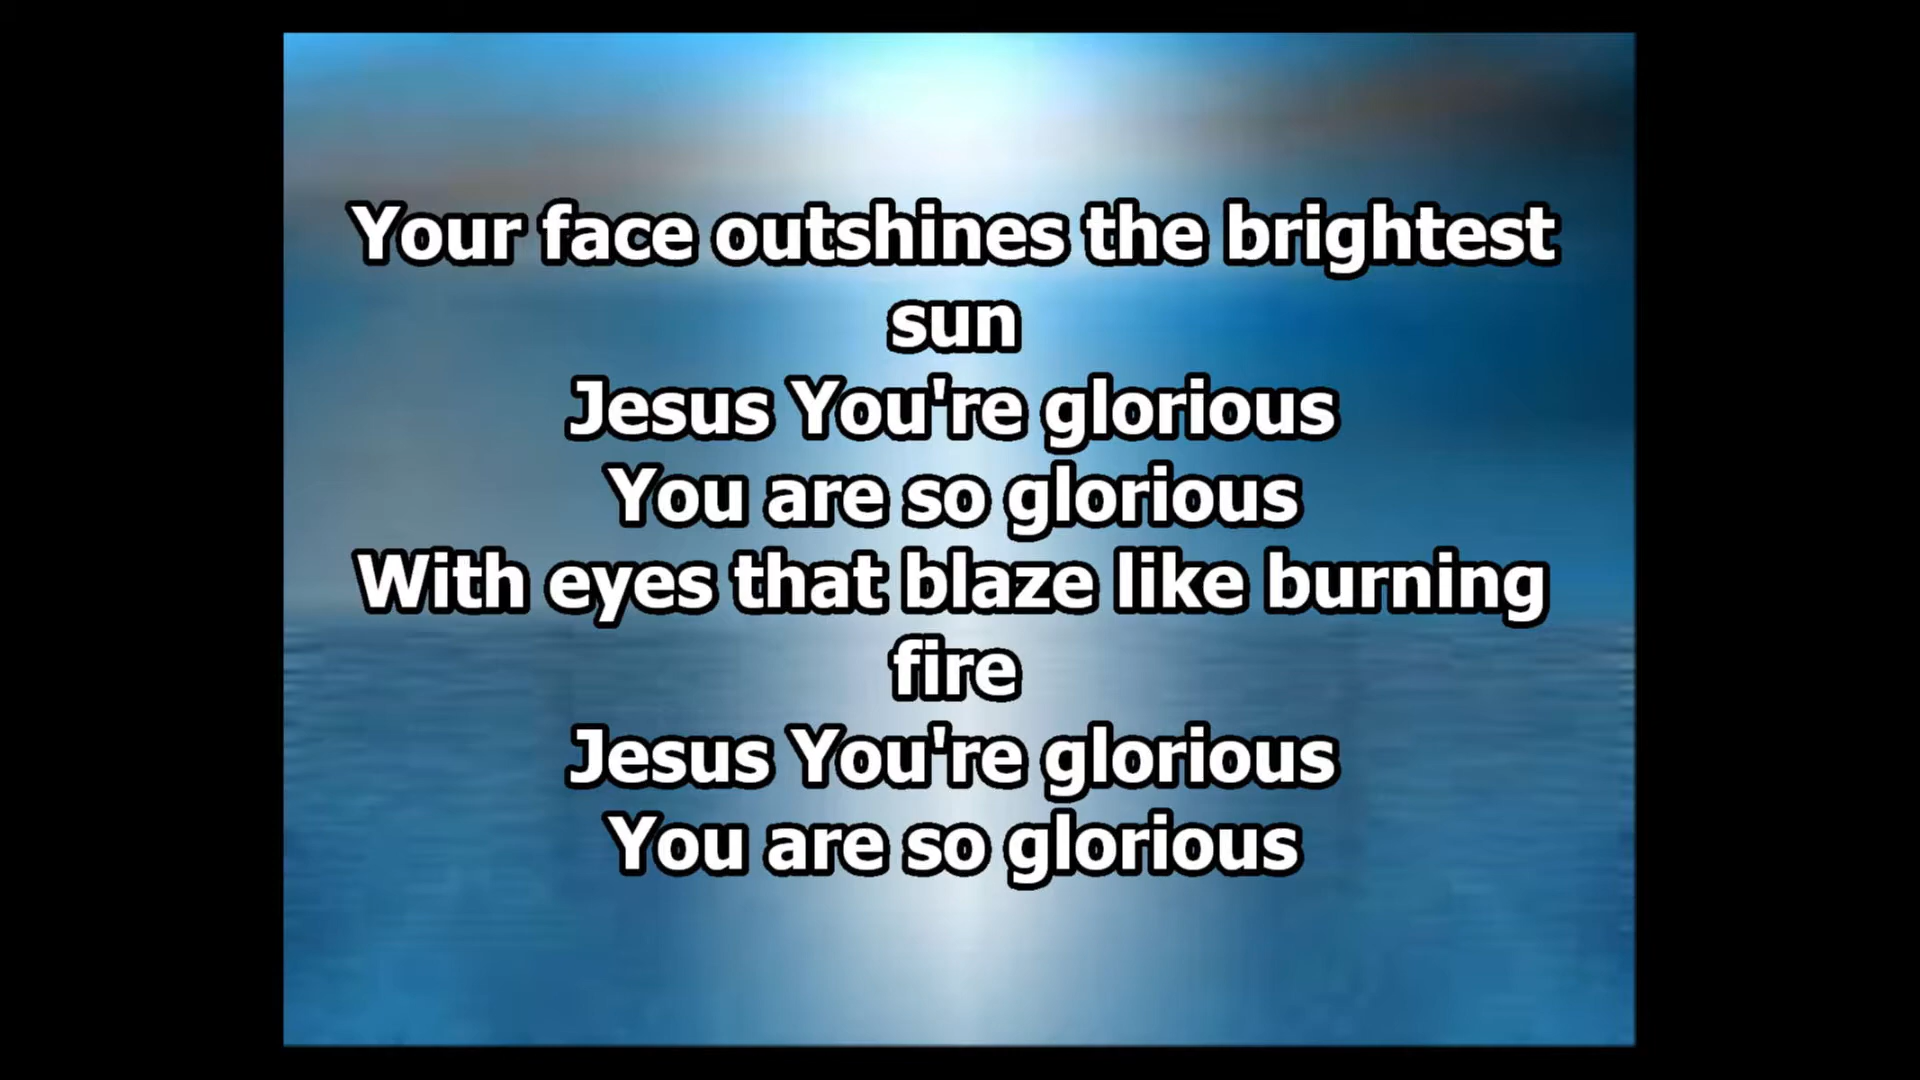 Your face outshines the brightest
sun
Jesus You're glorious
You are so glorious
With eyes that blaze like burning
fire
Jesus You're glorious
You are so glorious